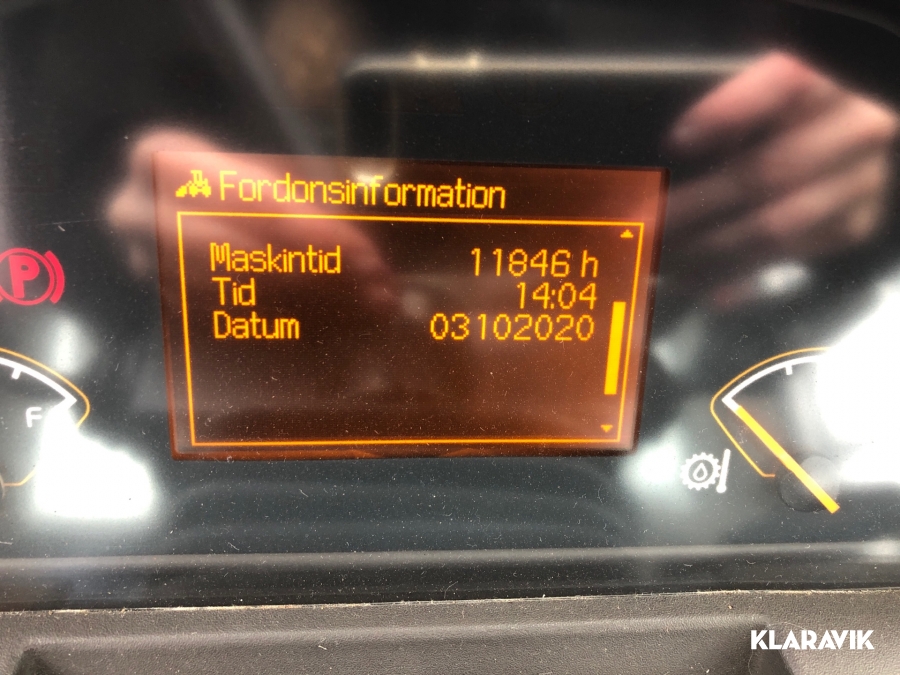 Fordonsinformation
Maskintid 11846 h
Tid 14:04
Datum 03102020
P
F
KLARAVIK